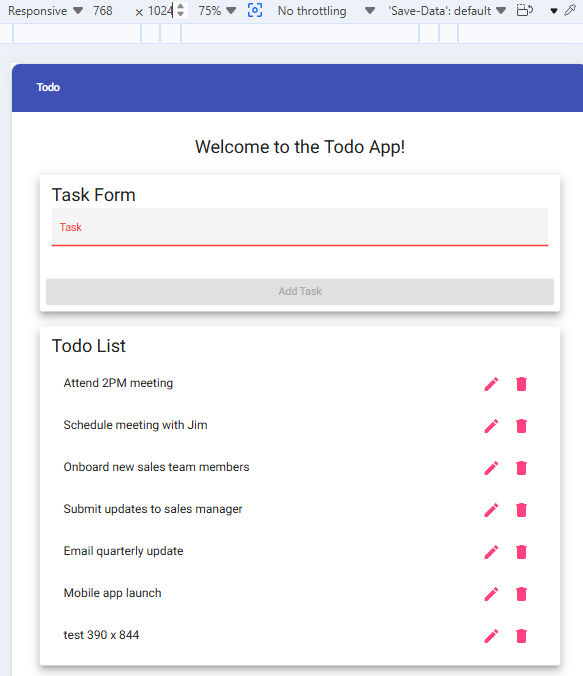 Responsive 768 × 1024 75% No throttling 'Save-Data': default
Todo
Welcome to the Todo App!
Task Form
Task
Add Task
Todo List
Attend 2PM meeting
Schedule meeting with Jim
Onboard new sales team members
Submit updates to sales manager
Email quarterly update
Mobile app launch
test 390 x 844